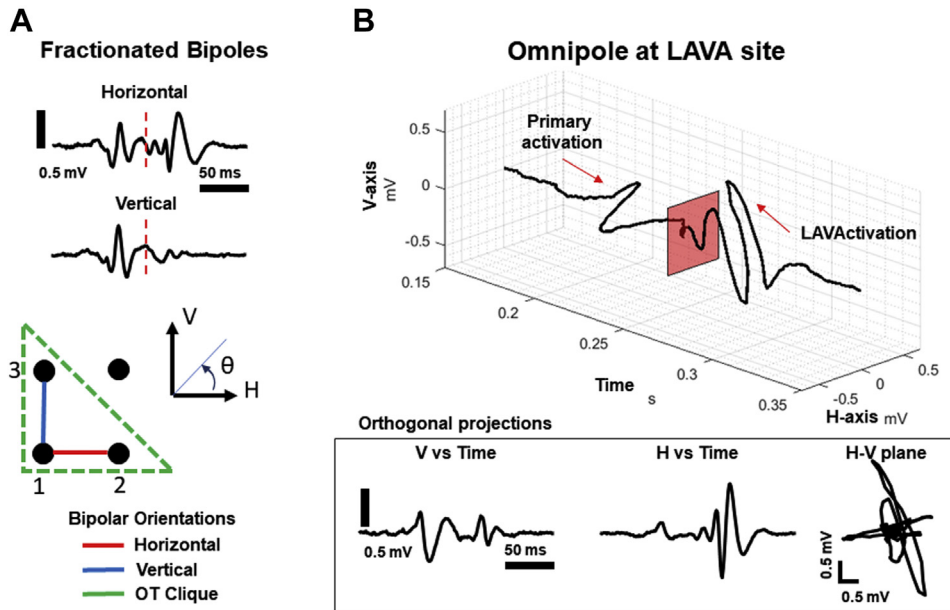 A
Fractionated Bipoles
Horizontal
0.5 mV
50 ms
Vertical
V
θ
H
3
1
2
Bipolar Orientations
Horizontal
Vertical
OT Clique
B
Omnipole at LAVA site
Primary
activation
LAVActivation
V-axis
mV
0.5
0
-0.5
0.15
0.2
0.25
0.3
0.35
Time
s
-0.5
0
0.5
H-axis mV
Orthogonal projections
V vs Time
H vs Time
H-V plane
0.5 mV
50 ms
0.5 mV
0.5 mV